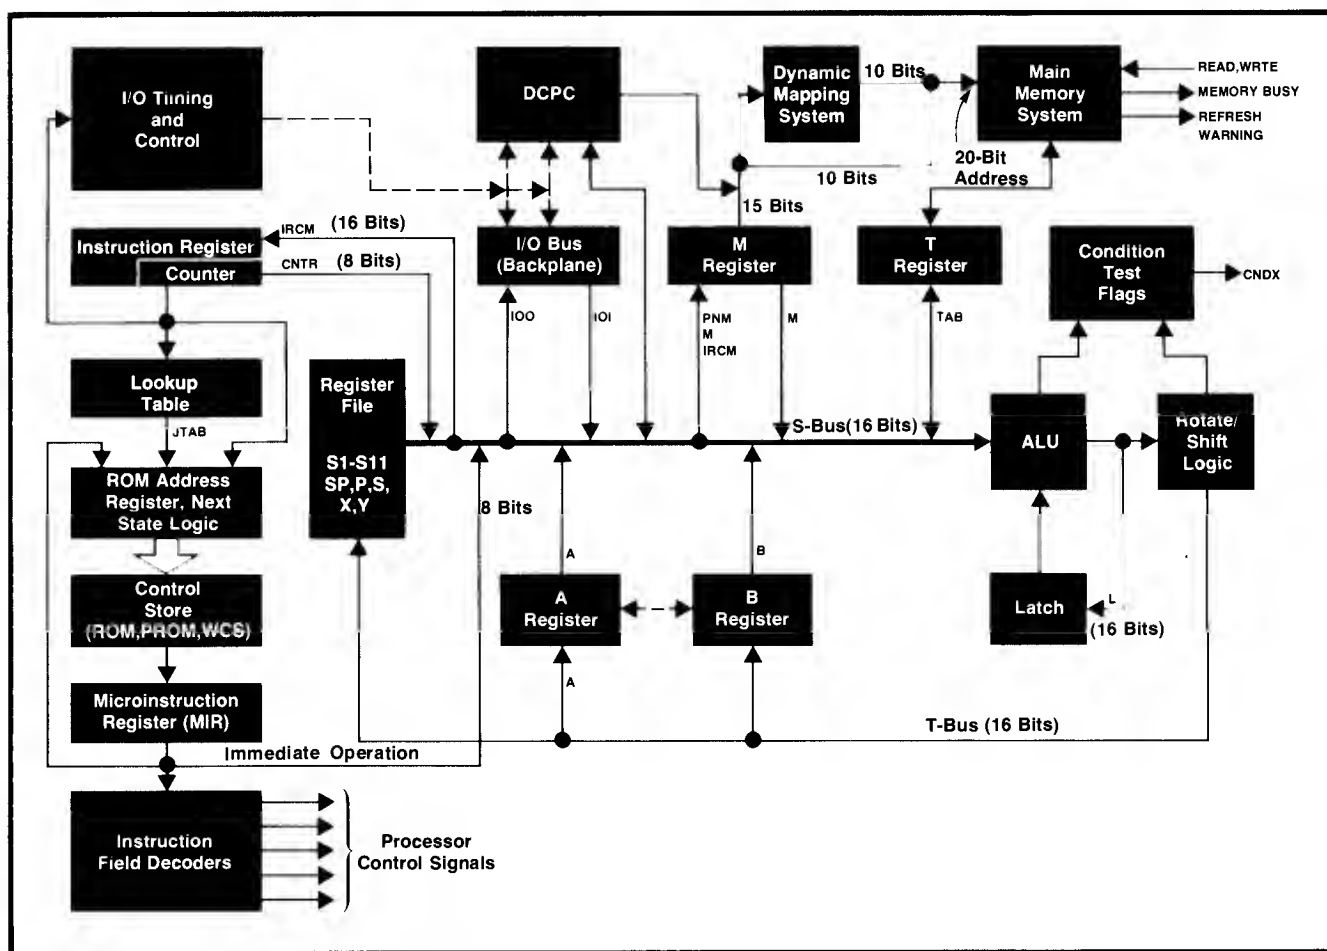 I/O Timing
and
Control
DCPC
Dynamic
Mapping
System
10 Bits
Main
Memory
System
READ,WRTE
MEMORY BUSY
REFRESH
WARNING
20-Bit
Address
10 Bits
15 Bits
IRCM (16 Bits)
Instruction Register
Counter
CNTR (8 Bits)
I/O Bus
(Backplane)
M
Register
T
Register
Condition
Test
Flags
CNDX
IOO
IOI
PNM
M
IRCM
M
TAB
Lookup
Table
JTAB
Register
File
S1-S11
SP,P,S,
X,Y
S-Bus(16 Bits)
ALU
Rotate/
Shift
Logic
ROM Address
Register, Next
State Logic
8 Bits
A
B
Control
Store
(ROM,PROM,WCS)
A
Register
B
Register
Latch
L
(16 Bits)
A
Microinstruction
Register (MIR)
T-Bus (16 Bits)
Immediate Operation
Instruction
Field Decoders
Processor
Control Signals